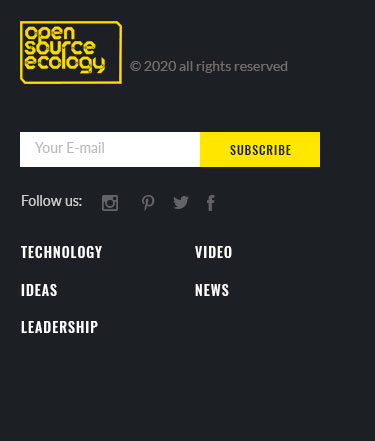 open
source
ecology
© 2020 all rights reserved
Your E-mail
SUBSCRIBE
Follow us:
TECHNOLOGY
VIDEO
IDEAS
NEWS
LEADERSHIP